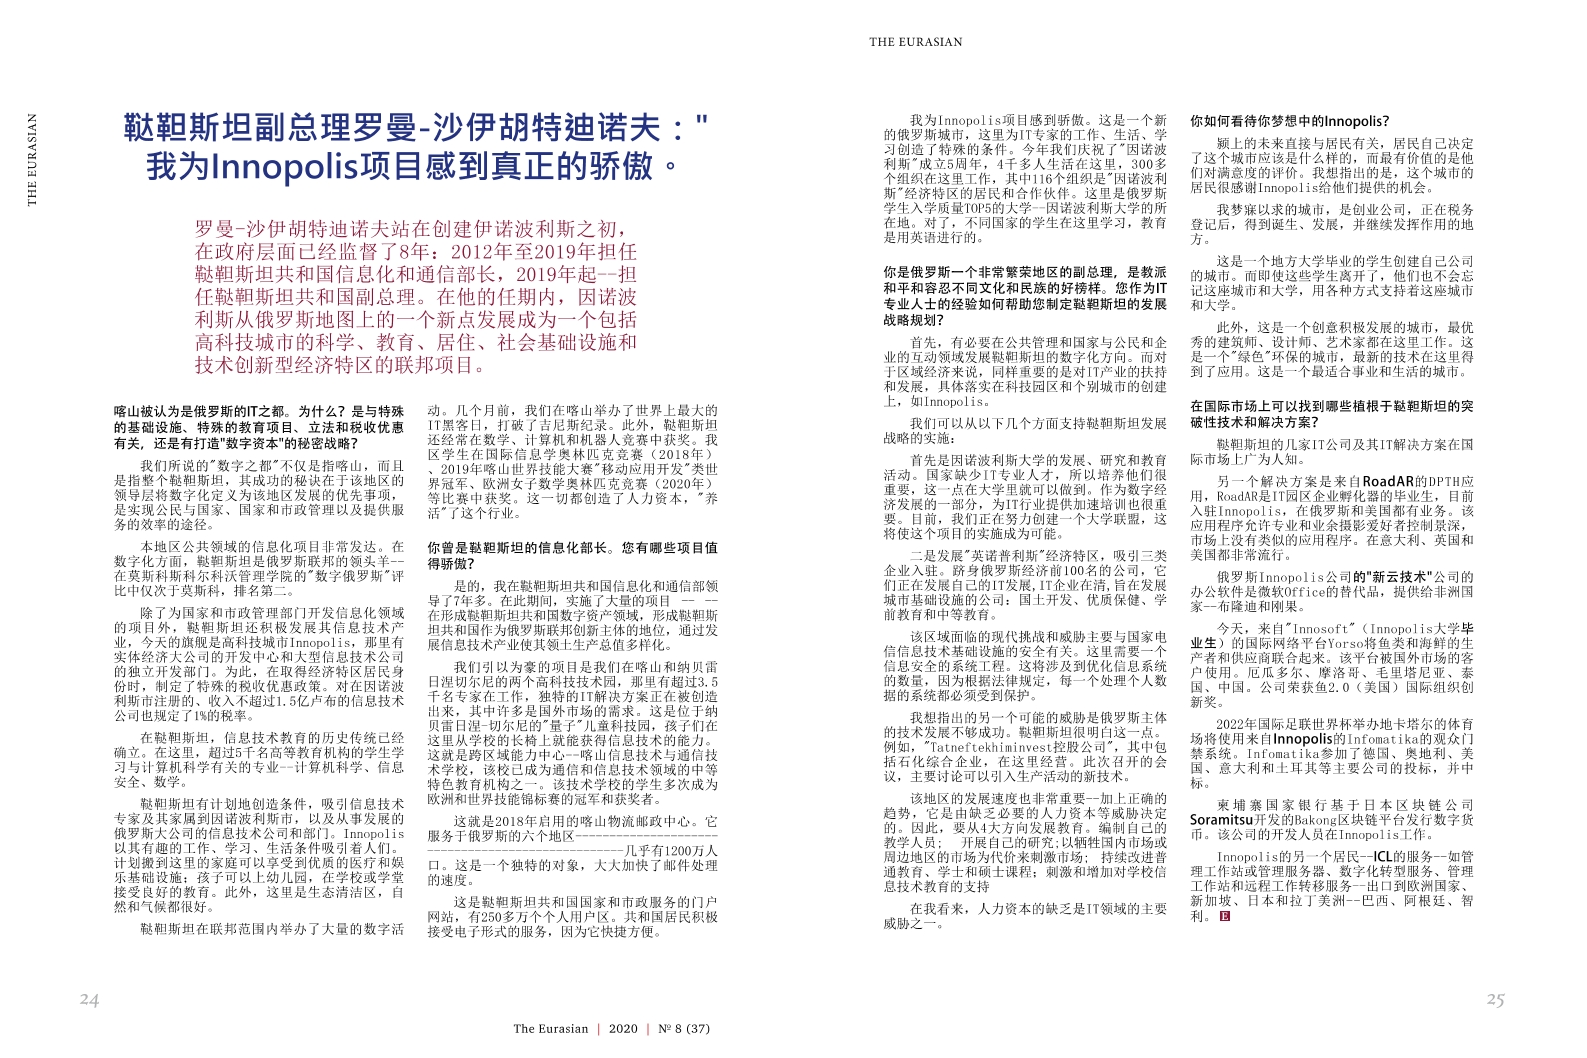 THE EURASIAN
THE EURASIAN
鞑靼斯坦副总理罗曼-沙伊胡特迪诺夫："
我为Innopolis项目感到真正的骄傲。
罗曼-沙伊胡特迪诺夫站在创建伊诺波利斯之初，
在政府层面已经监督了8年：2012年至2019年担任
鞑靼斯坦共和国信息化和通信部长，2019年起--担
任鞑靼斯坦共和国副总理。在他的任期内，因诺波
利斯从俄罗斯地图上的一个新点发展成为一个包括
高科技城市的科学、教育、居住、社会基础设施和
技术创新型经济特区的联邦项目。
喀山被认为是俄罗斯的IT之都。为什么？是与特殊
的基础设施、特殊的教育项目、立法和税收优惠
有关，还是有打造"数字资本"的秘密战略？
我们所说的"数字之都"不仅是指喀山，而且
是指整个鞑靼斯坦，其成功的秘诀在于该地区的
领导层将数字化定义为该地区发展的优先事项，
是实现公民与国家、国家和市政管理以及提供服
务的效率的途径。
本地区公共领域的信息化项目非常发达。在
数字化方面，鞑靼斯坦是俄罗斯联邦的领头羊--
在莫斯科斯科尔科沃管理学院的"数字俄罗斯"评
比中仅次于莫斯科，排名第二。
除了为国家和市政管理部门开发信息化领域
的项目外，鞑靼斯坦还积极发展其信息技术产
业，今天的旗舰是高科技城市Innopolis，那里有
实体经济大公司的开发中心和大型信息技术公司
的独立开发部门。为此，在取得经济特区居民身
份时，制定了特殊的税收优惠政策。对在因诺波
利斯市注册的、收入不超过1.5亿卢布的信息技术
公司也规定了1%的税率。
在鞑靼斯坦，信息技术教育的历史传统已经
确立。在这里，超过5千名高等教育机构的学生学
习与计算机科学有关的专业--计算机科学、信息
安全、数学。
鞑靼斯坦有计划地创造条件，吸引信息技术
专家及其家属到因诺波利斯市，以及从事发展的
俄罗斯大公司的信息技术公司和部门。Innopolis
以其有趣的工作、学习、生活条件吸引着人们。
计划搬到这里的家庭可以享受到优质的医疗和娱
乐基础设施；孩子可以上幼儿园，在学校或学堂
接受良好的教育。此外，这里是生态清洁区，自
然和气候都很好。
鞑靼斯坦在联邦范围内举办了大量的数字活
动。几个月前，我们在喀山举办了世界上最大的
IT黑客日，打破了吉尼斯纪录。此外，鞑靼斯坦
还经常在数学、计算机和机器人竞赛中获奖。我
区学生在国际信息学奥林匹克竞赛（2018年）
、2019年喀山世界技能大赛"移动应用开发"类世
界冠军、欧洲女子数学奥林匹克竞赛（2020年）
等比赛中获奖。这一切都创造了人力资本，"养
活"了这个行业。
你曾是鞑靼斯坦的信息化部长。您有哪些项目值
得骄傲？
是的，我在鞑靼斯坦共和国信息化和通信部领
导了7年多。在此期间，实施了大量的项目 -- --
在形成鞑靼斯坦共和国数字资产领域，形成鞑靼斯
坦共和国作为俄罗斯联邦创新主体的地位，通过发
展信息技术产业使其领土生产总值多样化。
我们引以为豪的项目是我们在喀山和纳贝雷
日涅切尔尼的两个高科技技术园，那里有超过3.5
千名专家在工作，独特的IT解决方案正在被创造
出来，其中许多是国外市场的需求。这是位于纳
贝雷日涅-切尔尼的"量子"儿童科技园，孩子们在
这里从学校的长椅上就能获得信息技术的能力。
这就是跨区域能力中心--喀山信息技术与通信技
术学校，该校已成为通信和信息技术领域的中等
特色教育机构之一。该技术学校的学生多次成为
欧洲和世界技能锦标赛的冠军和获奖者。
这就是2018年启用的喀山物流邮政中心。它
服务于俄罗斯的六个地区----------------------
------------------------------几乎有1200万人
口。这是一个独特的对象，大大加快了邮件处理
的速度。
这是鞑靼斯坦共和国国家和市政服务的门户
网站，有250多万个个人用户区。共和国居民积极
接受电子形式的服务，因为它快捷方便。
我为Innopolis项目感到骄傲。这是一个新
的俄罗斯城市，这里为IT专家的工作、生活、学
习创造了特殊的条件。今年我们庆祝了"因诺波
利斯"成立5周年，4千多人生活在这里，300多
个组织在这里工作，其中116个组织是"因诺波利
斯"经济特区的居民和合作伙伴。这里是俄罗斯
学生入学质量TOP5的大学--因诺波利斯大学的所
在地。对了，不同国家的学生在这里学习，教育
是用英语进行的。
你是俄罗斯一个非常繁荣地区的副总理，是教派
和平和容忍不同文化和民族的好榜样。您作为IT
专业人士的经验如何帮助您制定鞑靼斯坦的发展
战略规划？
首先，有必要在公共管理和国家与公民和企
业的互动领域发展鞑靼斯坦的数字化方向。而对
于区域经济来说，同样重要的是对IT产业的扶持
和发展，具体落实在科技园区和个别城市的创建
上，如Innopolis。
我们可以从以下几个方面支持鞑靼斯坦发展
战略的实施：
首先是因诺波利斯大学的发展、研究和教育
活动。国家缺少IT专业人才，所以培养他们很
重要，这一点在大学里就可以做到。作为数字经
济发展的一部分，为IT行业提供加速培训也很重
要。目前，我们正在努力创建一个大学联盟，这
将使这个项目的实施成为可能。
二是发展"英诺普利斯"经济特区，吸引三类
企业入驻。跻身俄罗斯经济前100名的公司，它
们正在发展自己的IT发展,IT企业在清,旨在发展
城市基础设施的公司：国土开发、优质保健、学
前教育和中等教育。
该区域面临的现代挑战和威胁主要与国家电
信信息技术基础设施的安全有关。这里需要一个
信息安全的系统工程。这将涉及到优化信息系统
的数量，因为根据法律规定，每一个处理个人数
据的系统都必须受到保护。
我想指出的另一个可能的威胁是俄罗斯主体
的技术发展不够成功。鞑靼斯坦很明白这一点。
例如，"Tatneftekhiminvest控股公司"，其中包
括石化综合企业，在这里经营。此次召开的会
议，主要讨论可以引入生产活动的新技术。
该地区的发展速度也非常重要--加上正确的
趋势，它是由缺乏必要的人力资本等威胁决定
的。因此，要从4大方向发展教育。编制自己的
教学人员； 开展自己的研究;以牺牲国内市场或
周边地区的市场为代价来刺激市场； 持续改进普
通教育、学士和硕士课程；刺激和增加对学校信
息技术教育的支持
在我看来，人力资本的缺乏是IT领域的主要
威胁之一。
你如何看待你梦想中的Innopolis？
颍上的未来直接与居民有关，居民自己决定
了这个城市应该是什么样的，而最有价值的是他
们对满意度的评价。我想指出的是，这个城市的
居民很感谢Innopolis给他们提供的机会。
我梦寐以求的城市，是创业公司，正在税务
登记后，得到诞生、发展，并继续发挥作用的地
方。
这是一个地方大学毕业的学生创建自己公司
的城市。而即使这些学生离开了，他们也不会忘
记这座城市和大学，用各种方式支持着这座城市
和大学。
此外，这是一个创意积极发展的城市，最优
秀的建筑师、设计师、艺术家都在这里工作。这
是一个"绿色"环保的城市，最新的技术在这里得
到了应用。这是一个最适合事业和生活的城市。
在国际市场上可以找到哪些植根于鞑靼斯坦的突
破性技术和解决方案？
鞑靼斯坦的几家IT公司及其IT解决方案在国
际市场上广为人知。
另一个解决方案是来自RoadAR的DPTH应
用，RoadAR是IT园区企业孵化器的毕业生，目前
入驻Innopolis，在俄罗斯和美国都有业务。该
应用程序允许专业和业余摄影爱好者控制景深，
市场上没有类似的应用程序。在意大利、英国和
美国都非常流行。
俄罗斯Innopolis公司的"新云技术"公司的
办公软件是微软Office的替代品，提供给非洲国
家--布隆迪和刚果。
今天，来自"Innosoft"（Innopolis大学毕
业生）的国际网络平台Yorso将鱼类和海鲜的生
产者和供应商联合起来。该平台被国外市场的客
户使用。厄瓜多尔、摩洛哥、毛里塔尼亚、泰
国、中国。公司荣获鱼2.0（美国）国际组织创
新奖。
2022年国际足联世界杯举办地卡塔尔的体育
场将使用来自Innopolis的Infomatika的观众门
禁系统。Infomatika参加了德国、奥地利、美
国、意大利和土耳其等主要公司的投标，并中
标。
柬埔寨国家银行基于日本区块链公司
Soramitsu开发的Bakong区块链平台发行数字货
币。该公司的开发人员在Innopolis工作。
Innopolis的另一个居民--ICL的服务--如管
理工作站或管理服务器、数字化转型服务、管理
工作站和远程工作转移服务--出口到欧洲国家、
新加坡、日本和拉丁美洲--巴西、阿根廷、智
利。E
24
25
The Eurasian | 2020 | № 8 (37)